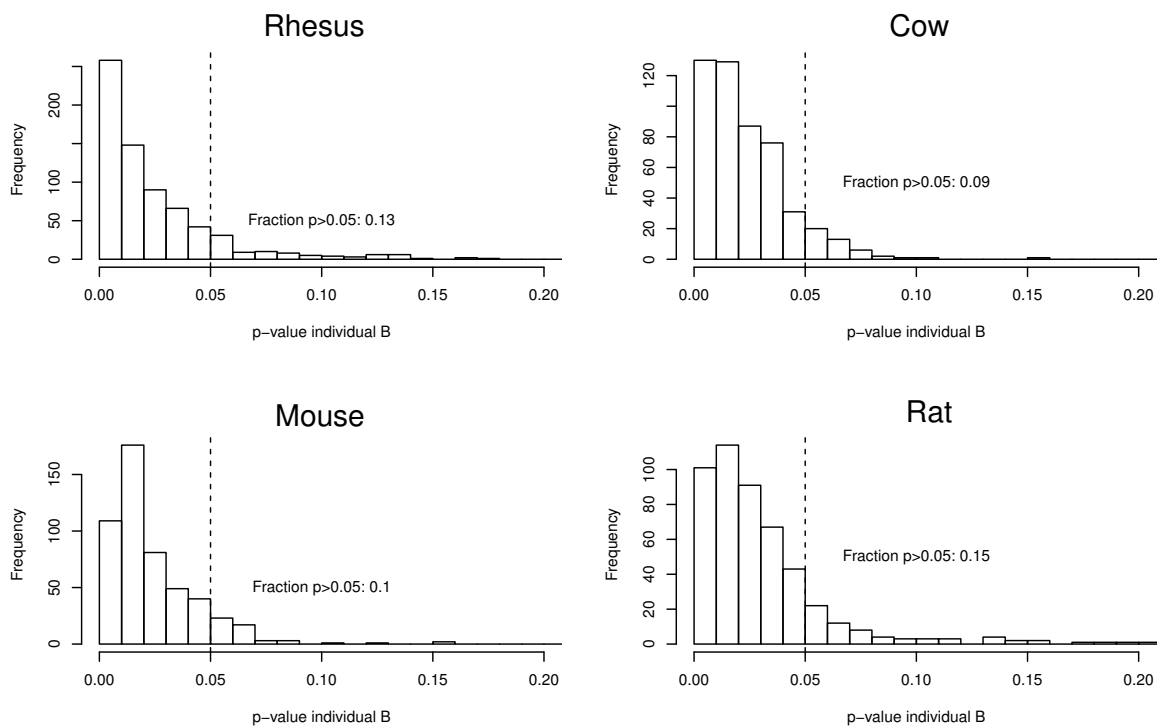 Rhesus
Frequency
0
50
100
200
Fraction p>0.05: 0.13
0.00 0.05 0.10 0.15 0.20
p−value individual B
Cow
Frequency
0
20
40
60
80
120
Fraction p>0.05: 0.09
0.00 0.05 0.10 0.15 0.20
p−value individual B
Mouse
Frequency
0
50
100
150
Fraction p>0.05: 0.1
0.00 0.05 0.10 0.15 0.20
p−value individual B
Rat
Frequency
0
20
40
60
80
100
Fraction p>0.05: 0.15
0.00 0.05 0.10 0.15 0.20
p−value individual B